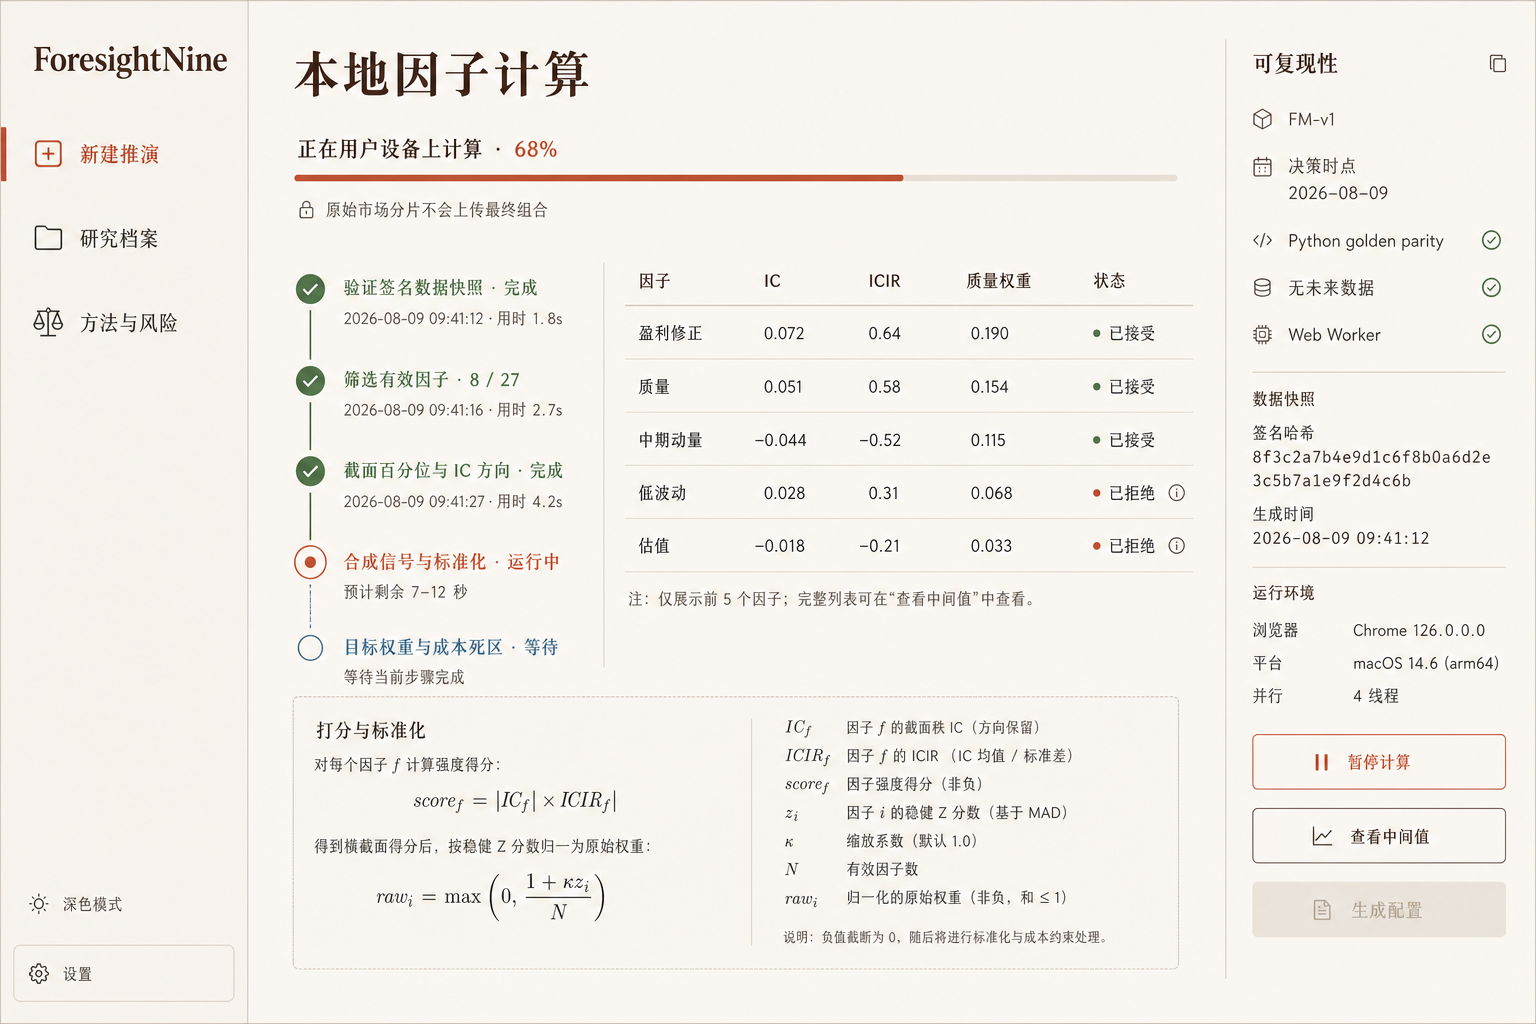 ForesightNine
新建推演
研究档案
方法与风险
深色模式
设置
本地因子计算
正在用户设备上计算 · 68%
原始市场分片不会上传最终组合
验证签名数据快照 · 完成
2026-08-09 09:41:12 · 用时 1.8s
筛选有效因子 · 8 / 27
2026-08-09 09:41:16 · 用时 2.7s
截面百分位与 IC 方向 · 完成
2026-08-09 09:41:27 · 用时 4.2s
合成信号与标准化 · 运行中
预计剩余 7–12 秒
目标权重与成本死区 · 等待
等待当前步骤完成
因子 IC ICIR 质量权重 状态
盈利修正 0.072 0.64 0.190 已接受
质量 0.051 0.58 0.154 已接受
中期动量 −0.044 −0.52 0.115 已接受
低波动 0.028 0.31 0.068 已拒绝
估值 −0.018 −0.21 0.033 已拒绝
注：仅展示前 5 个因子；完整列表可在“查看中间值”中查看。
打分与标准化
对每个因子 f 计算强度得分：
score_f = |IC_f| × ICIR_f|
得到横截面得分后，按稳健 Z 分数归一为原始权重：
raw_i = max (0, (1 + κz_i) / N)
IC_f 因子 f 的截面秩 IC（方向保留）
ICIR_f 因子 f 的 ICIR （IC 均值 / 标准差）
score_f 因子强度得分（非负）
z_i 因子 i 的稳健 Z 分数（基于 MAD）
κ 缩放系数（默认 1.0）
N 有效因子数
raw_i 归一化的原始权重（非负，和 ≤ 1）
说明：负值截断为 0，随后将进行标准化与成本约束处理。
可复现性
FM-v1
决策时点
2026-08-09
Python golden parity
无未来数据
Web Worker
数据快照
签名哈希
8f3c2a7b4e9d1c6f8b0a6d2e
3c5b7a1e9f2d4c6b
生成时间
2026-08-09 09:41:12
运行环境
浏览器 Chrome 126.0.0.0
平台 macOS 14.6 (arm64)
并行 4 线程
暂停计算
查看中间值
生成配置